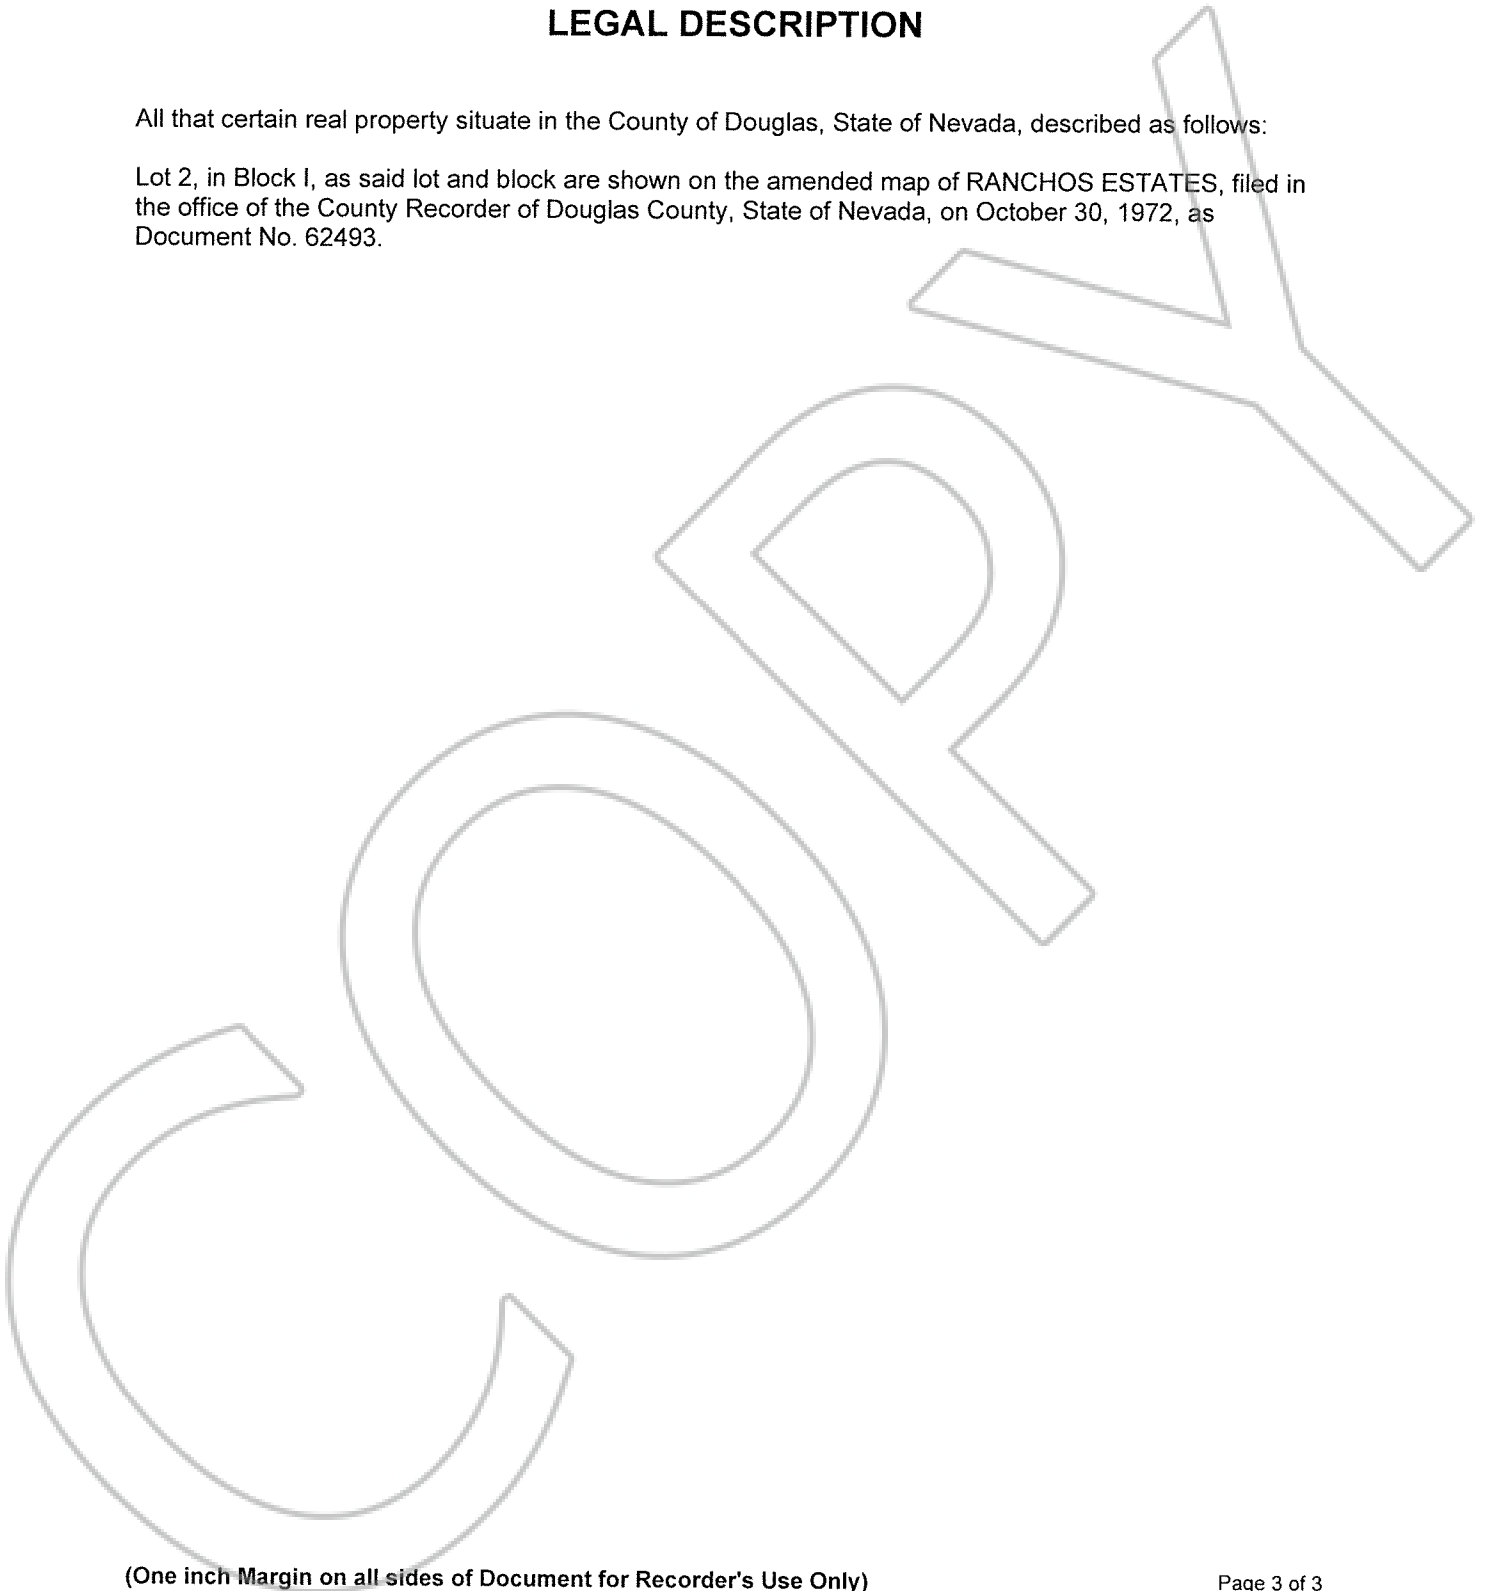 LEGAL DESCRIPTION
All that certain real property situate in the County of Douglas, State of Nevada, described as follows:
Lot 2, in Block I, as said lot and block are shown on the amended map of RANCHOS ESTATES, filed in
the office of the County Recorder of Douglas County, State of Nevada, on October 30, 1972, as
Document No. 62493.
COPY
(One inch Margin on all sides of Document for Recorder's Use Only)
Page 3 of 3